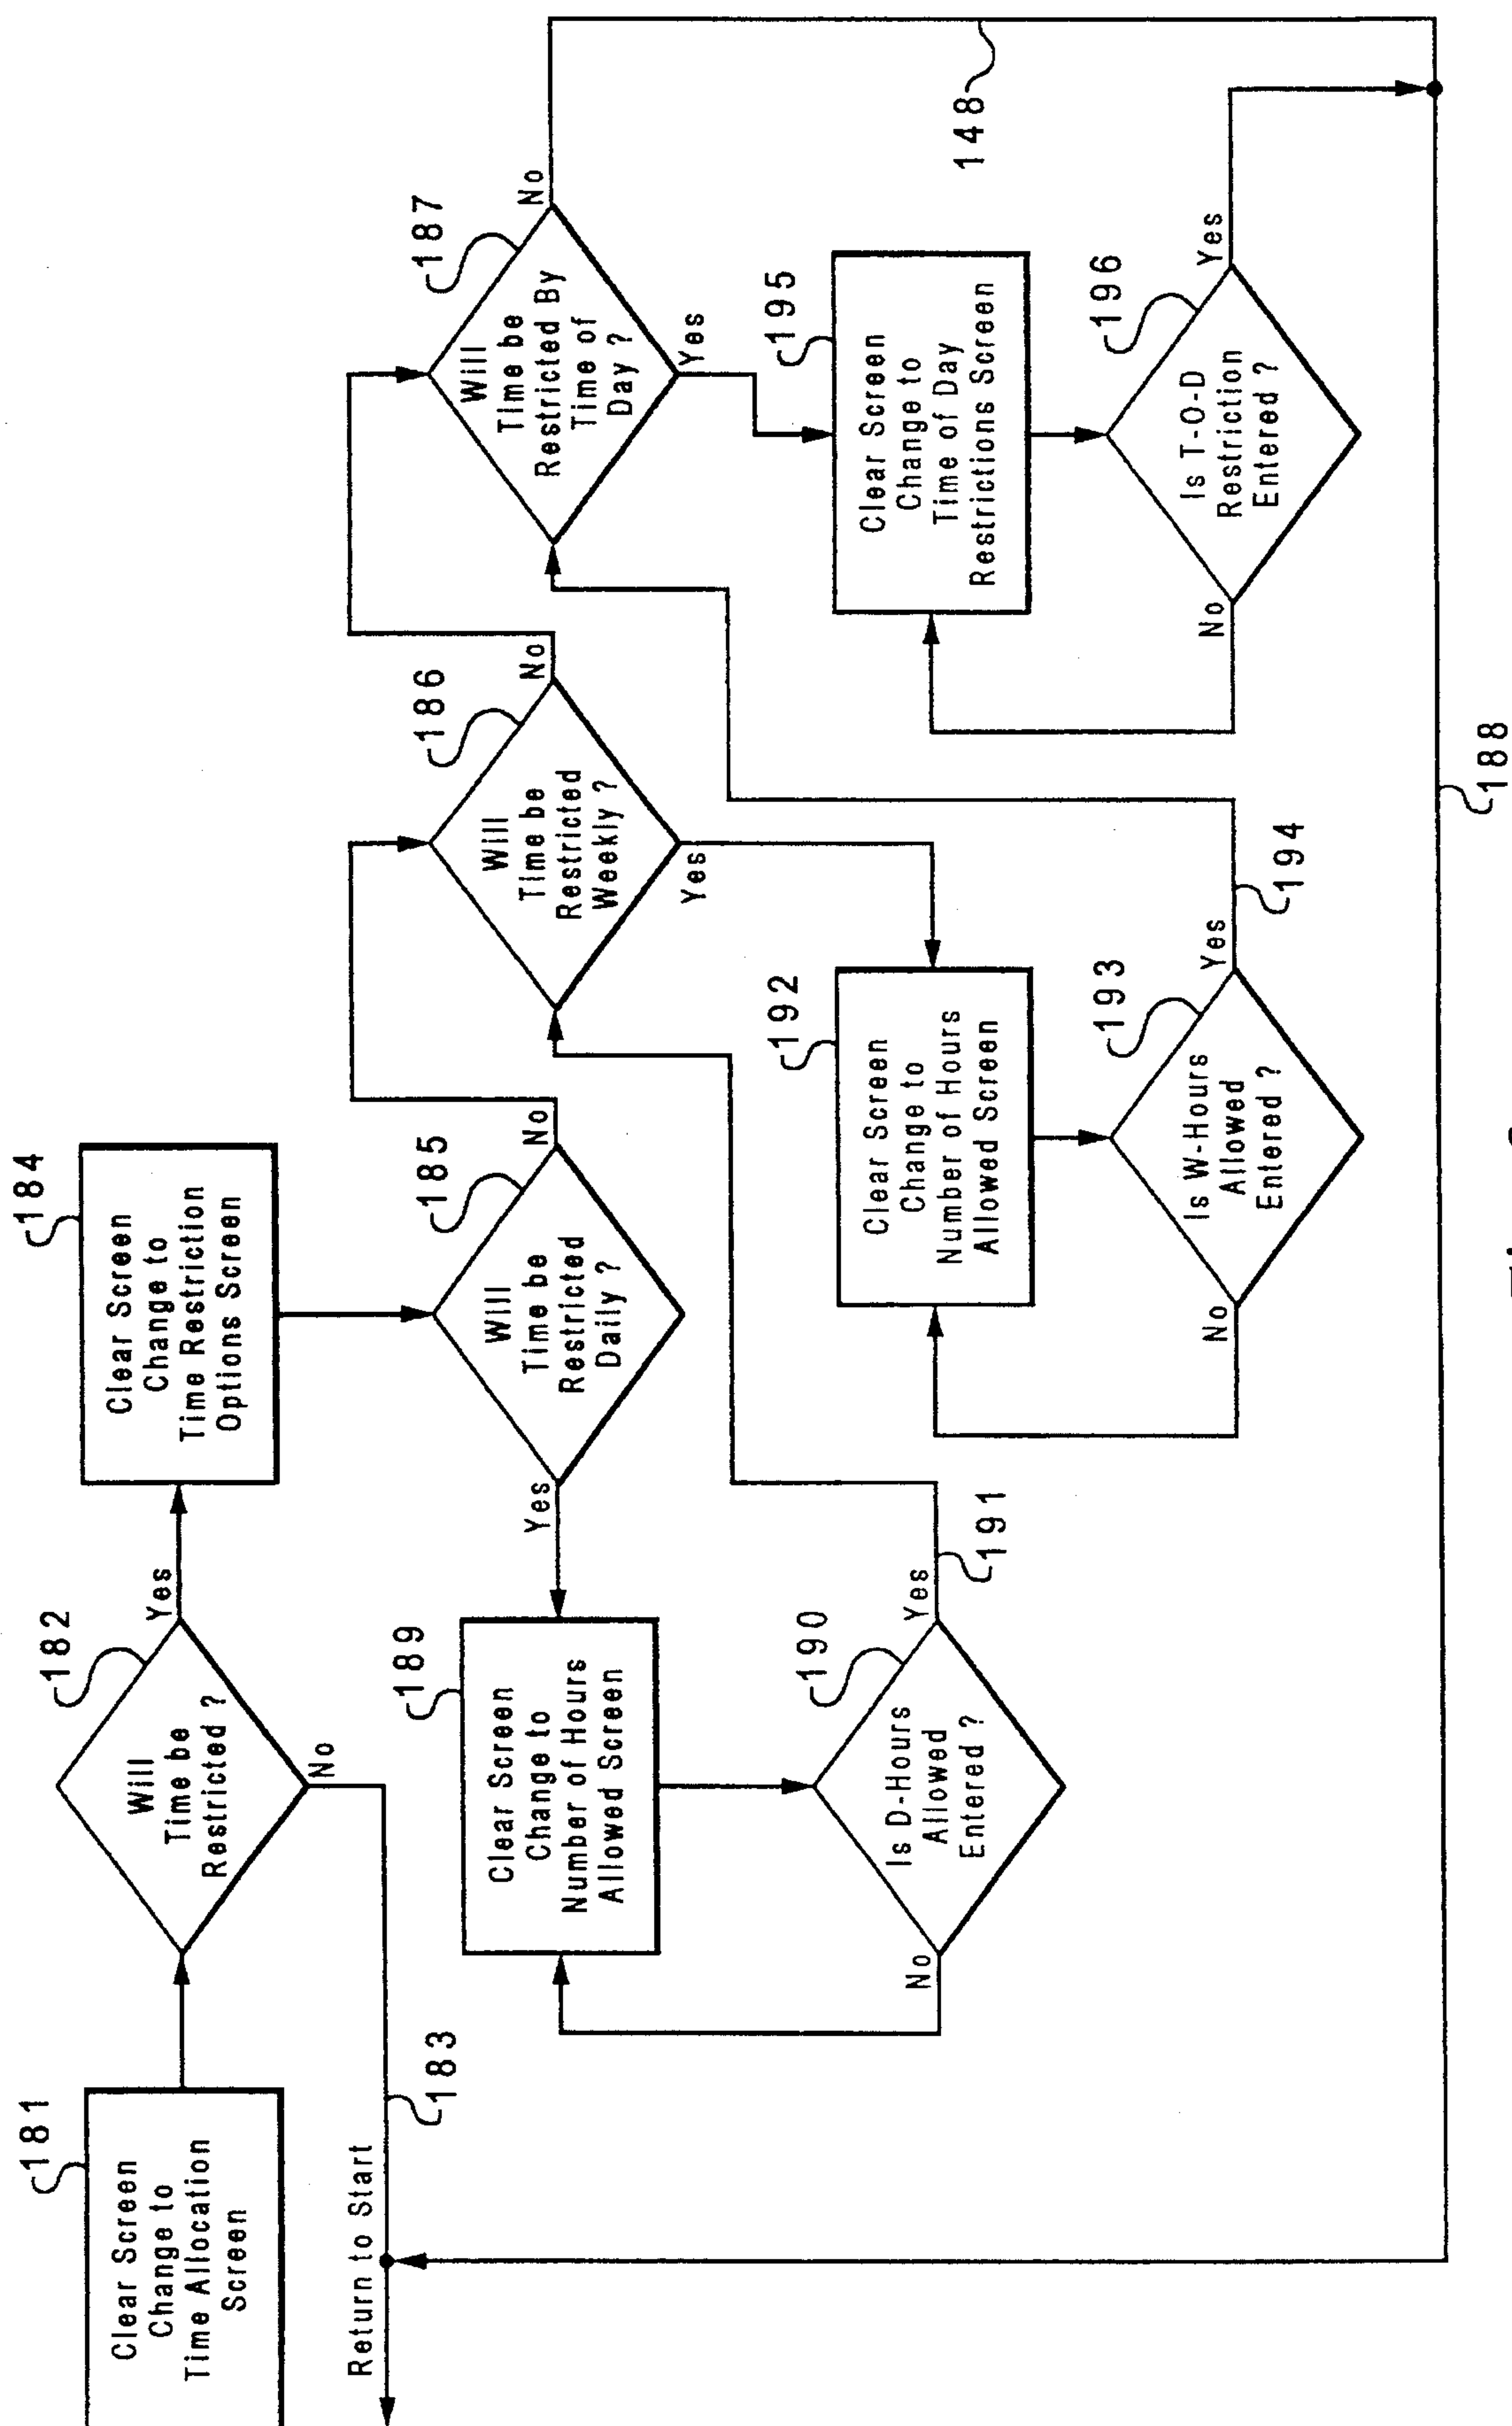 181
Clear Screen
Change to
Time Allocation
Screen
182
Will
Time be
Restricted ?
Yes
No
183
Return to Start
184
Clear Screen
Change to
Time Restriction
Options Screen
185
Will
Time be
Restricted
Daily ?
Yes
No
186
Will
Time be
Restricted
Weekly ?
No
Yes
187
Will
Time be
Restricted By
Time of
Day ?
No
Yes
148
189
Clear Screen
Change to
Number of Hours
Allowed Screen
190
Is D-Hours
Allowed
Entered ?
No
Yes
191
192
Clear Screen
Change to
Number of Hours
Allowed Screen
193
Is W-Hours
Allowed
Entered ?
No
Yes
194
195
Clear Screen
Change to
Time of Day
Restrictions Screen
196
Is T-O-D
Restriction
Entered ?
No
Yes
188